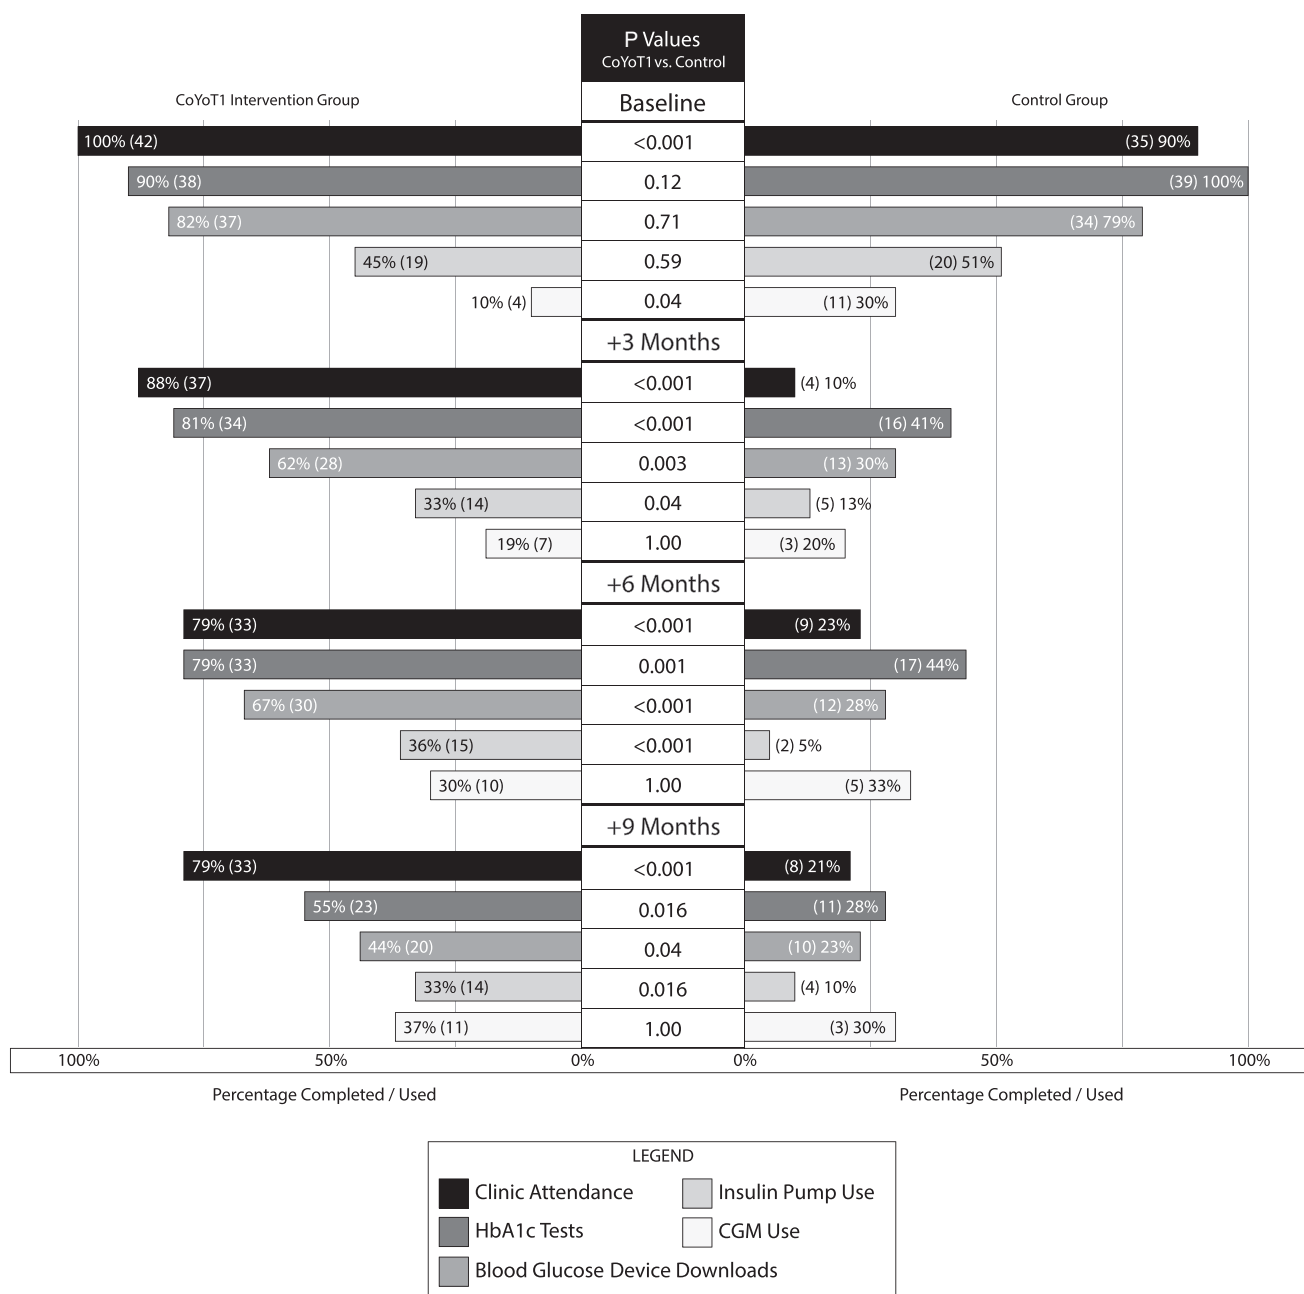 P Values
CoYoT1 vs. Control
CoYoT1 Intervention Group Baseline Control Group
100% (42) <0.001 (35) 90%
90% (38) 0.12 (39) 100%
82% (37) 0.71 (34) 79%
45% (19) 0.59 (20) 51%
10% (4) 0.04 (11) 30%
+3 Months
88% (37) <0.001 (4) 10%
81% (34) <0.001 (16) 41%
62% (28) 0.003 (13) 30%
33% (14) 0.04 (5) 13%
19% (7) 1.00 (3) 20%
+6 Months
79% (33) <0.001 (9) 23%
79% (33) 0.001 (17) 44%
67% (30) <0.001 (12) 28%
36% (15) <0.001 (2) 5%
30% (10) 1.00 (5) 33%
+9 Months
79% (33) <0.001 (8) 21%
55% (23) 0.016 (11) 28%
44% (20) 0.04 (10) 23%
33% (14) 0.016 (4) 10%
37% (11) 1.00 (3) 30%
100% 50% 0% 0% 50% 100%
Percentage Completed / Used Percentage Completed / Used
LEGEND
Clinic Attendance Insulin Pump Use
HbA1c Tests CGM Use
Blood Glucose Device Downloads